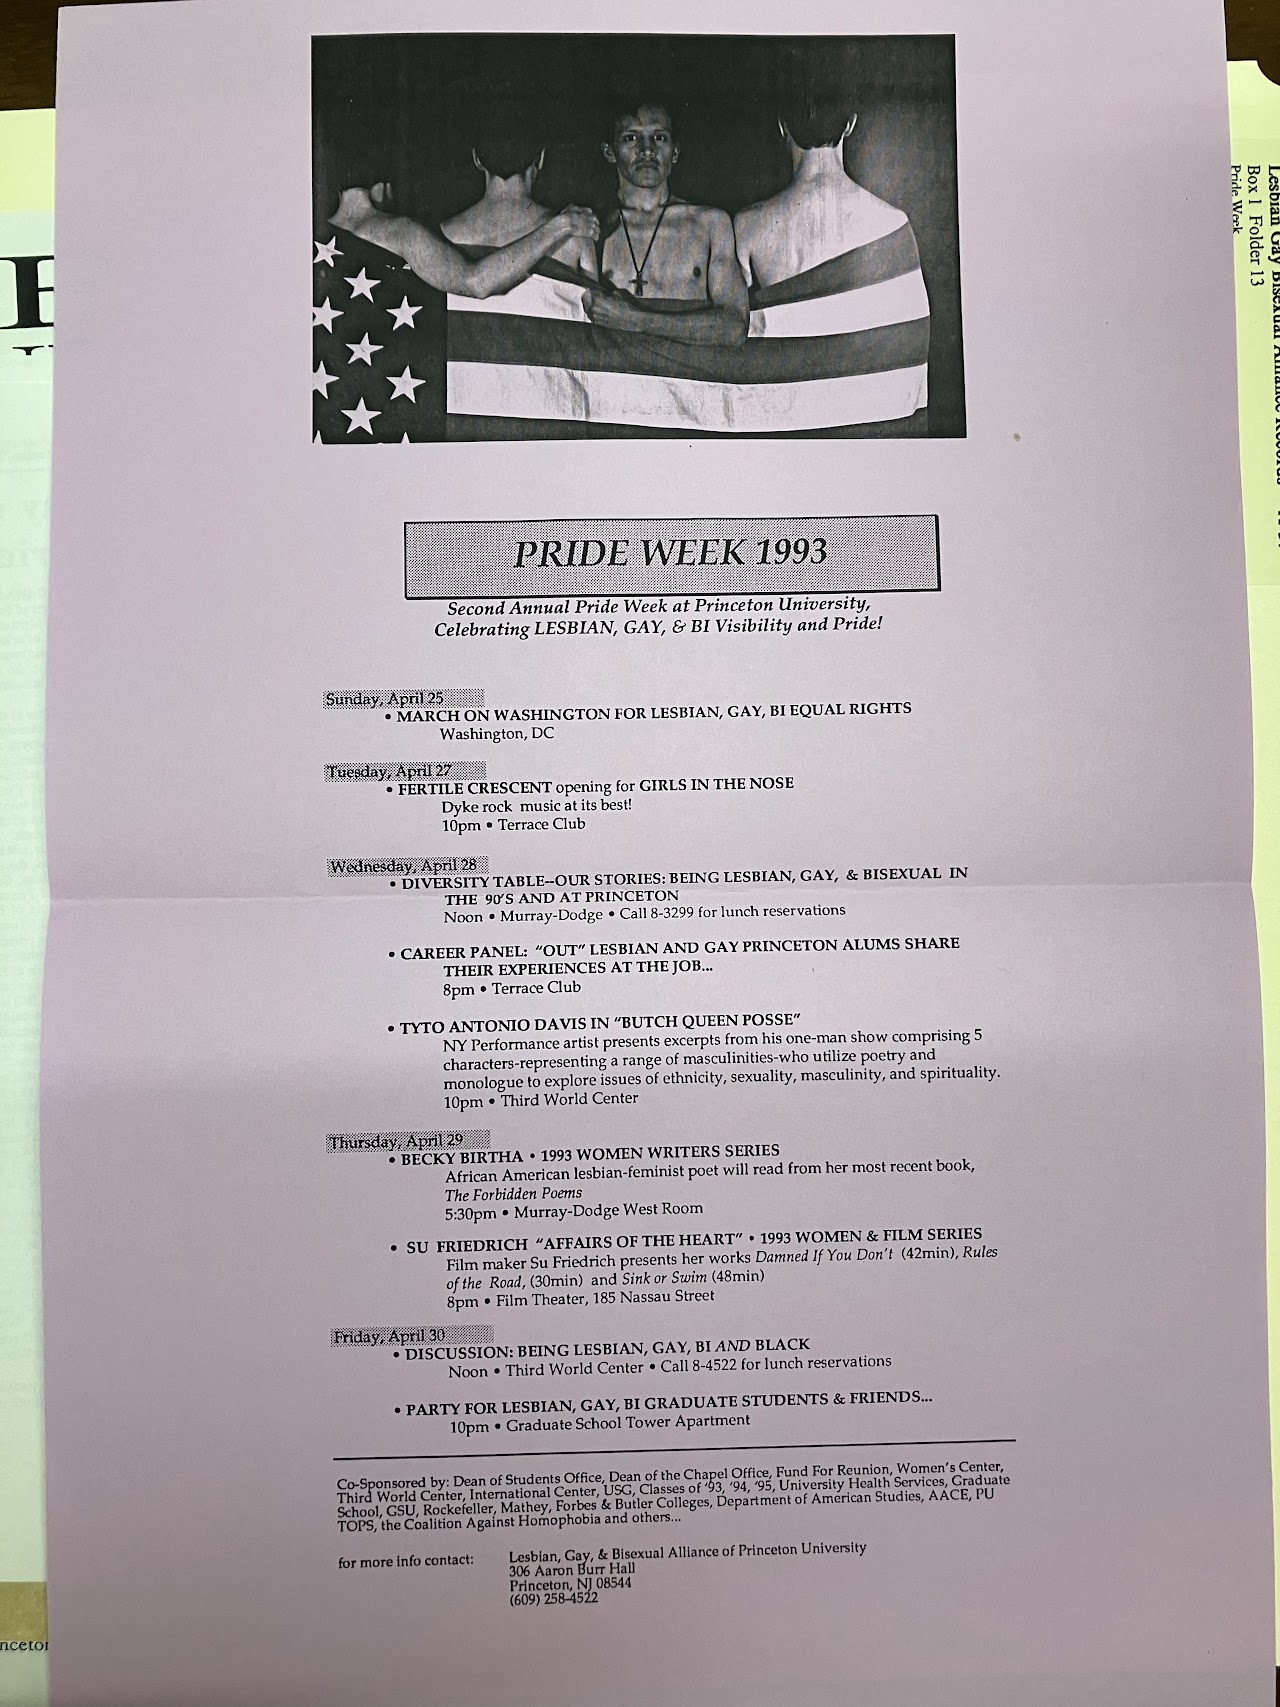 PRIDE WEEK 1993
Second Annual Pride Week at Princeton University,
Celebrating LESBIAN, GAY, & BI Visibility and Pride!
Sunday, April 25
• MARCH ON WASHINGTON FOR LESBIAN, GAY, BI EQUAL RIGHTS
Washington, DC
Tuesday, April 27
• FERTILE CRESCENT opening for GIRLS IN THE NOSE
Dyke rock music at its best!
10pm • Terrace Club
Wednesday, April 28
• DIVERSITY TABLE--OUR STORIES: BEING LESBIAN, GAY, & BISEXUAL IN
THE 90'S AND AT PRINCETON
Noon • Murray-Dodge • Call 8-3299 for lunch reservations
• CAREER PANEL: "OUT" LESBIAN AND GAY PRINCETON ALUMS SHARE
THEIR EXPERIENCES AT THE JOB...
8pm • Terrace Club
• TYTO ANTONIO DAVIS IN "BUTCH QUEEN POSSE"
NY Performance artist presents excerpts from his one-man show comprising 5
characters-representing a range of masculinities-who utilize poetry and
monologue to explore issues of ethnicity, sexuality, masculinity, and spirituality.
10pm • Third World Center
Thursday, April 29
• BECKY BIRTHA • 1993 WOMEN WRITERS SERIES
African American lesbian-feminist poet will read from her most recent book,
The Forbidden Poems
5:30pm • Murray-Dodge West Room
• SU FRIEDRICH "AFFAIRS OF THE HEART" • 1993 WOMEN & FILM SERIES
Film maker Su Friedrich presents her works Damned If You Don't (42min), Rules
of the Road, (30min) and Sink or Swim (48min)
8pm • Film Theater, 185 Nassau Street
Friday, April 30
• DISCUSSION: BEING LESBIAN, GAY, BI AND BLACK
Noon • Third World Center • Call 8-4522 for lunch reservations
• PARTY FOR LESBIAN, GAY, BI GRADUATE STUDENTS & FRIENDS...
10pm • Graduate School Tower Apartment
Co-Sponsored by: Dean of Students Office, Dean of the Chapel Office, Fund For Reunion, Women's Center,
Third World Center, International Center, USG, Classes of '93, '94, '95, University Health Services, Graduate
School, GSU, Rockefeller, Mathey, Forbes & Butler Colleges, Department of American Studies, AACE, PU
TOPS, the Coalition Against Homophobia and others...
for more info contact: Lesbian, Gay, & Bisexual Alliance of Princeton University
306 Aaron Burr Hall
Princeton, NJ 08544
(609) 258-4522
Lesbian Gay Bisexual Alliance Records
Box 1 Folder 13
Pride Week